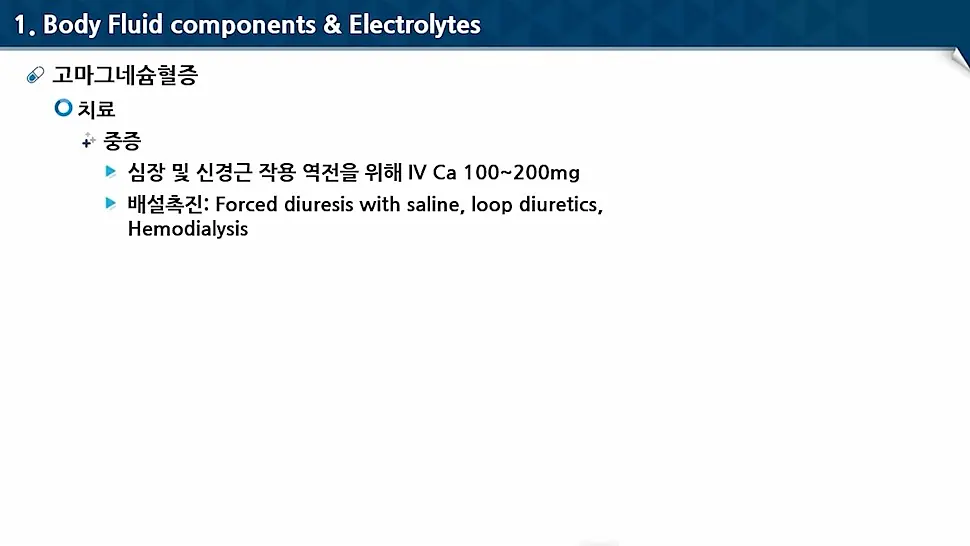 1. Body Fluid components & Electrolytes
고마그네슘혈증
치료
중증
심장 및 신경근 작용 역전을 위해 IV Ca 100~200mg
배설촉진: Forced diuresis with saline, loop diuretics,
Hemodialysis